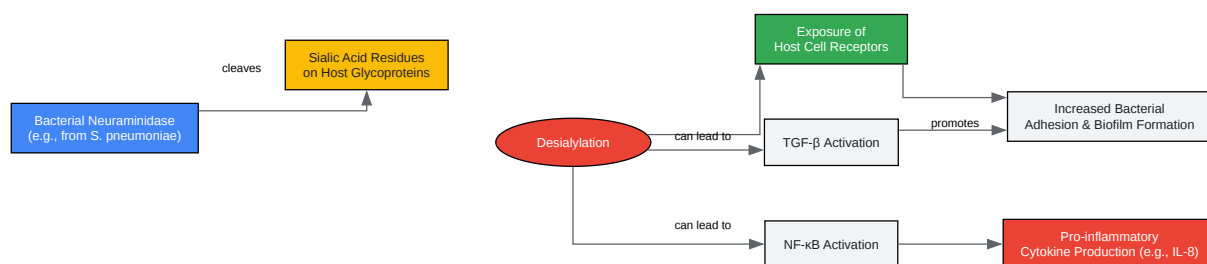 Exposure of
Host Cell Receptors
Sialic Acid Residues
on Host Glycoproteins
cleaves
Bacterial Neuraminidase
(e.g., from S. pneumoniae)
Increased Bacterial
Adhesion & Biofilm Formation
promotes
Desialylation
can lead to
TGF-β Activation
can lead to
NF-κB Activation
Pro-inflammatory
Cytokine Production (e.g., IL-8)